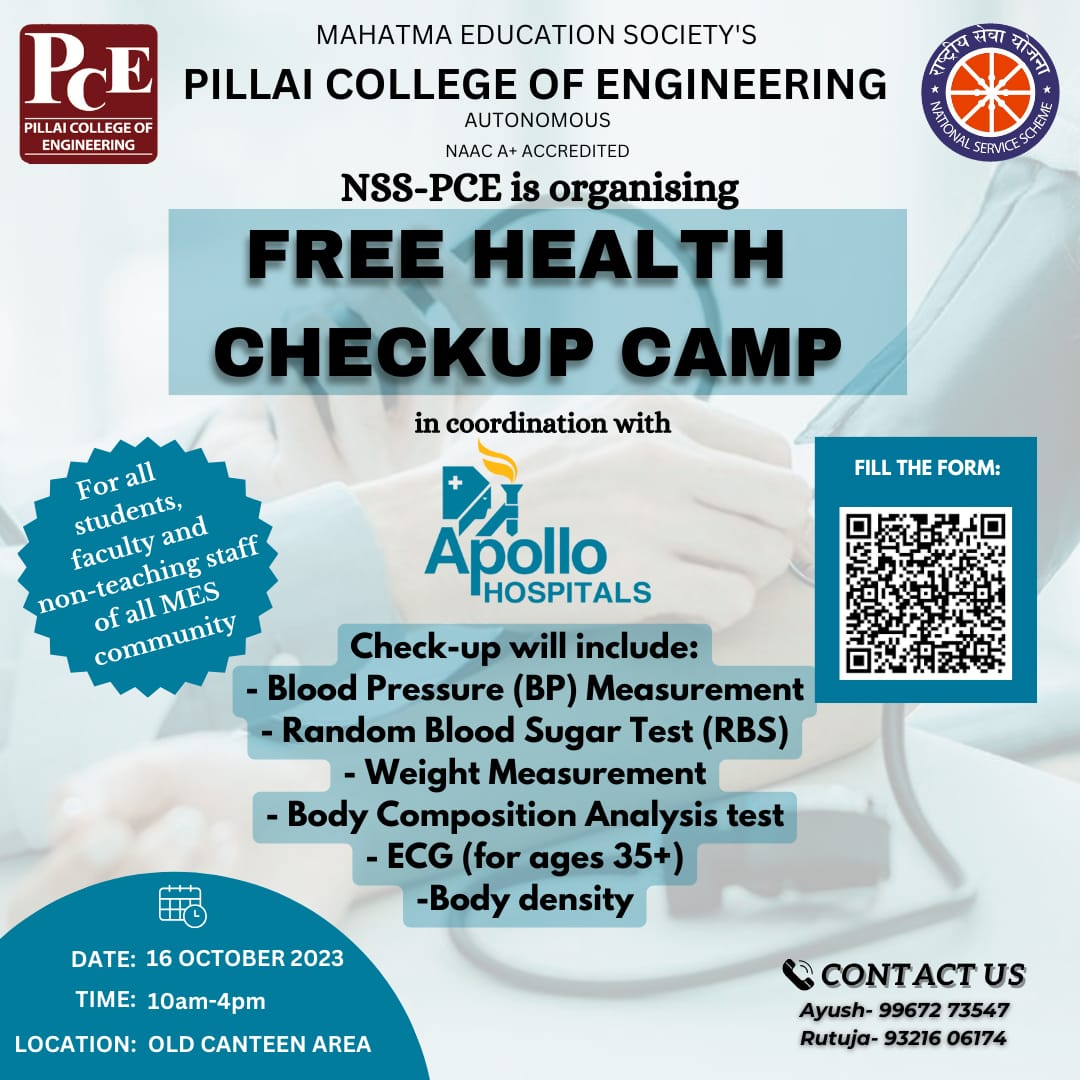 PCE
PILLAI COLLEGE OF
ENGINEERING
MAHATMA EDUCATION SOCIETY'S
PILLAI COLLEGE OF ENGINEERING
AUTONOMOUS
NAAC A+ ACCREDITED
राष्ट्रीय सेवा योजना
NATIONAL SERVICE SCHEME
NSS-PCE is organising
FREE HEALTH
CHECKUP CAMP
in coordination with
Apollo
HOSPITALS
For all
students,
faculty and
non-teaching staff
of all MES
community
FILL THE FORM:
Check-up will include:
- Blood Pressure (BP) Measurement
- Random Blood Sugar Test (RBS)
- Weight Measurement
- Body Composition Analysis test
- ECG (for ages 35+)
-Body density
DATE: 16 OCTOBER 2023
TIME: 10am-4pm
LOCATION: OLD CANTEEN AREA
CONTACT US
Ayush- 99672 73547
Rutuja- 93216 06174